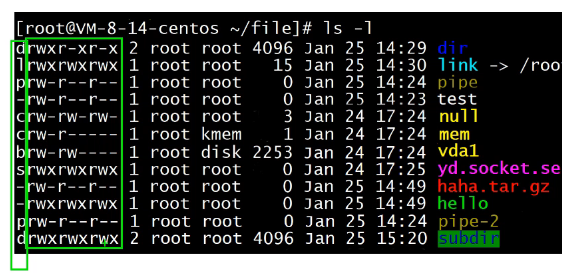 [root@VM-8-14-centos ~/file]# ls -l
drwxr-xr-x 2 root root 4096 Jan 25 14:29 dir
lrwxrwxrwx 1 root root 15 Jan 25 14:30 link -> /roo
prw-r--r-- 1 root root 0 Jan 25 14:24 pipe
-rw-r--r-- 1 root root 0 Jan 25 14:23 test
crw-rw-rw- 1 root root 3 Jan 24 17:24 null
crw-r----- 1 root kmem 1 Jan 24 17:24 mem
brw-rw---- 1 root disk 2253 Jan 24 17:24 vda1
srwxrwxrwx 1 root root 0 Jan 24 17:25 yd.socket.se
-rw-r--r-- 1 root root 0 Jan 25 14:49 haha.tar.gz
-rwxrwxrwx 1 root root 0 Jan 25 14:49 hello
prw-r--r-- 1 root root 0 Jan 25 14:24 pipe-2
drwxrwxrwx 2 root root 4096 Jan 25 15:20 subdir